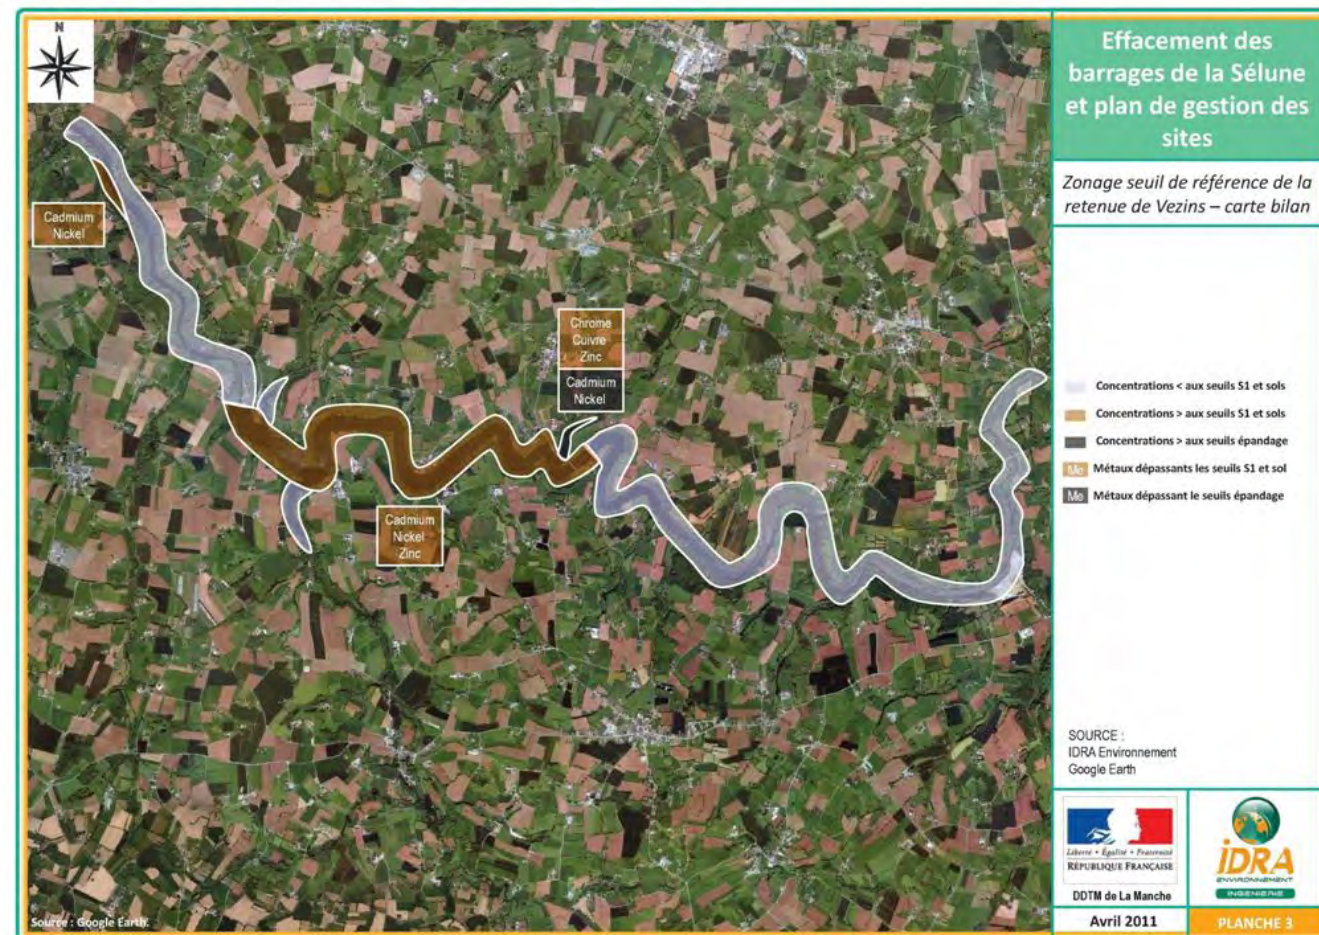 N
Cadmium
Nickel
Chrome
Cuivre
Zinc
Cadmium
Nickel
Cadmium
Nickel
Zinc
Source : Google Earth.
Effacement des
barrages de la Sélune
et plan de gestion des
sites
Zonage seuil de référence de la
retenue de Vezins – carte bilan
Concentrations < aux seuils S1 et sols
Concentrations > aux seuils S1 et sols
Concentrations > aux seuils épandage
Me Métaux dépassants les seuils S1 et sol
Me Métaux dépassant le seuils épandage
SOURCE :
IDRA Environnement
Google Earth
Liberté • Égalité • Fraternité
RÉPUBLIQUE FRANÇAISE
DDTM de La Manche
iDRA
ENVIRONNEMENT
INGENIERIE
Avril 2011
PLANCHE 3